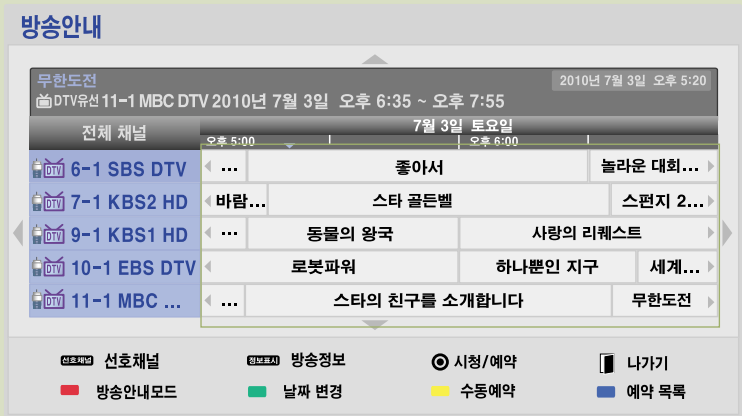 방송안내
무한도전
2010년 7월 3일 오후 5:20
DTV유선 11-1 MBC DTV 2010년 7월 3일 오후 6:35 ~ 오후 7:55
전체 채널
7월 3일 토요일
오후 5:00 오후 6:00
DTV 6-1 SBS DTV ... 좋아서 놀라운 대회...
DTV 7-1 KBS2 HD 바람... 스타 골든벨 스펀지 2...
DTV 9-1 KBS1 HD ... 동물의 왕국 사랑의 리퀘스트
DTV 10-1 EBS DTV 로봇파워 하나뿐인 지구 세계...
DTV 11-1 MBC ... ... 스타의 친구를 소개합니다 무한도전
선호채널 선호채널 정보표시 방송정보 시청/예약 나가기
방송안내모드 날짜 변경 수동예약 예약 목록